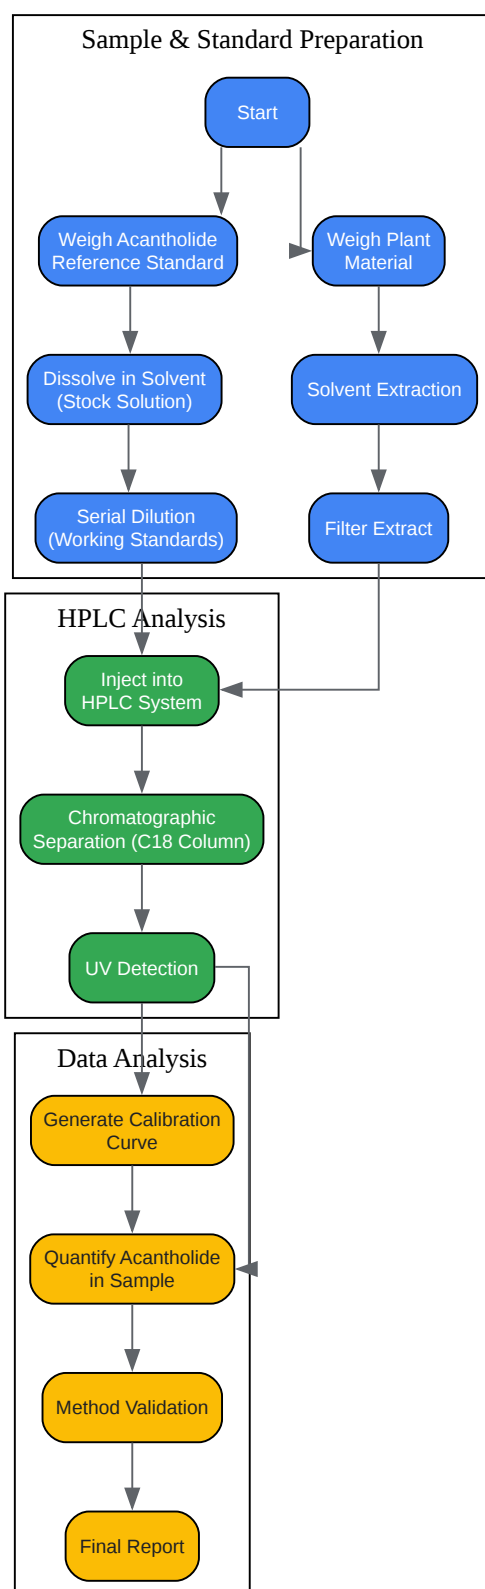 Sample & Standard Preparation
Start
Weigh Acantholide
Reference Standard
Weigh Plant
Material
Dissolve in Solvent
(Stock Solution)
Solvent Extraction
Serial Dilution
(Working Standards)
Filter Extract
HPLC Analysis
Inject into
HPLC System
Chromatographic
Separation (C18 Column)
UV Detection
Data Analysis
Generate Calibration
Curve
Quantify Acantholide
in Sample
Method Validation
Final Report